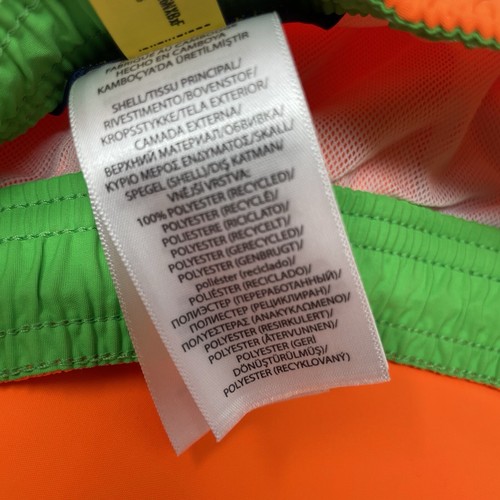 HECHO EN CAMBOYA
KAMBOÇYA'DA ÜRETİLMİŞTİR
SHELL/TISSU PRINCIPAL/
RIVESTIMENTO/BOVENSTOF/
KROPSSTYKKE/TELA EXTERIOR/
CAMADA EXTERNA/
ВЕРХНИЙ МАТЕРИАЛ/ОБВИВКА/
ΚΥΡΙΟ ΜΕΡΟΣ ΕΝΔΥΜΑΤΟΣ/SKALL/
SPEGEL (SHELL)/DIŞ KATMAN/
VNĚJŠÍ VRSTVA:
100% POLYESTER (RECYCLED)/
POLYESTER (RECYCLÉ)/
POLIESTERE (RICICLATO)/
POLYESTER (RECYCELT)/
POLYESTER (GERECYCLED)/
POLYESTER (GENBRUGT)/
poliéster (reciclado)/
POLIÉSTER (RECICLADO)/
ПОЛИЭСТЕР (ПЕРЕРАБОТАННЫЙ)/
ПОЛИЕСТЕР (РЕЦИКЛИРАН)/
ΠΟΛΥΕΣΤΕΡΑΣ (ΑΝΑΚΥΚΛΩΜΕΝΟ)/
POLYESTER (RESIRKULERT)/
POLYESTER (ÅTERVUNNEN)/
POLYESTER (GERİ
DÖNÜŞTÜRÜLMÜŞ)/
POLYESTER (RECYKLOVANÝ)